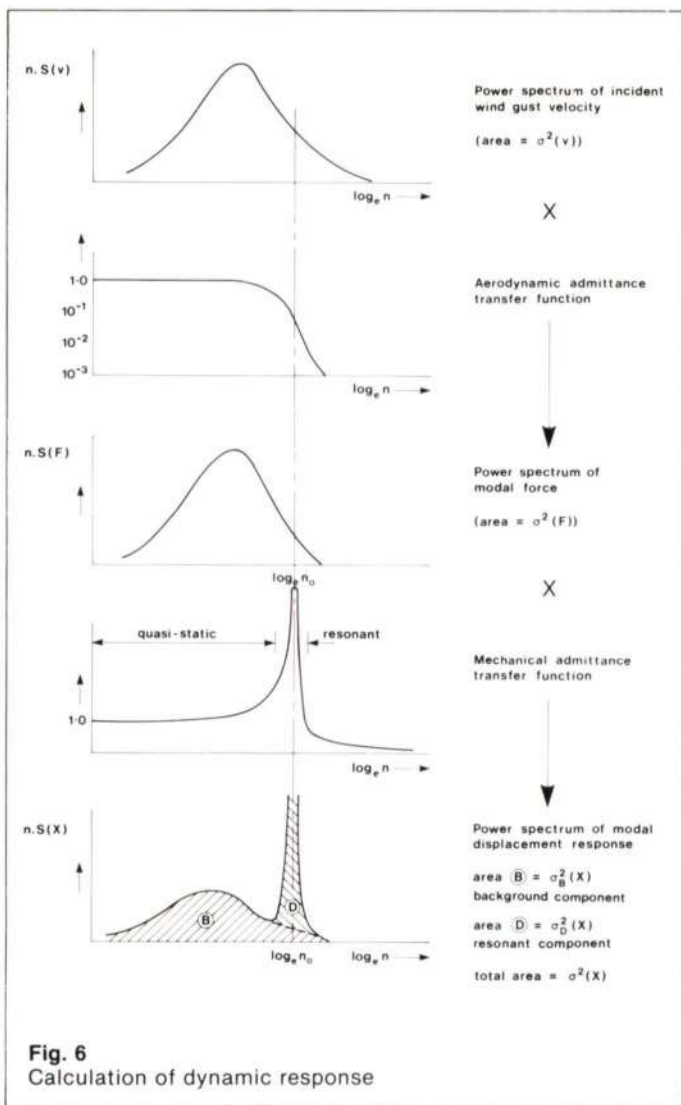 n.S(v)
Power spectrum of incident
wind gust velocity
(area = σ²(v))
logₑ n
X
1·0
10⁻¹
10⁻²
10⁻³
Aerodynamic admittance
transfer function
logₑ n
n.S(F)
Power spectrum of
modal force
(area = σ²(F))
logₑ n₀
X
quasi-static
resonant
Mechanical admittance
transfer function
1·0
logₑ n
n.S(X)
Power spectrum of modal
displacement response
area Ⓑ = σ²_B(X)
background component
B
D
area Ⓓ = σ²_D(X)
resonant component
logₑ n₀
logₑ n
total area = σ²(X)
Fig. 6
Calculation of dynamic response